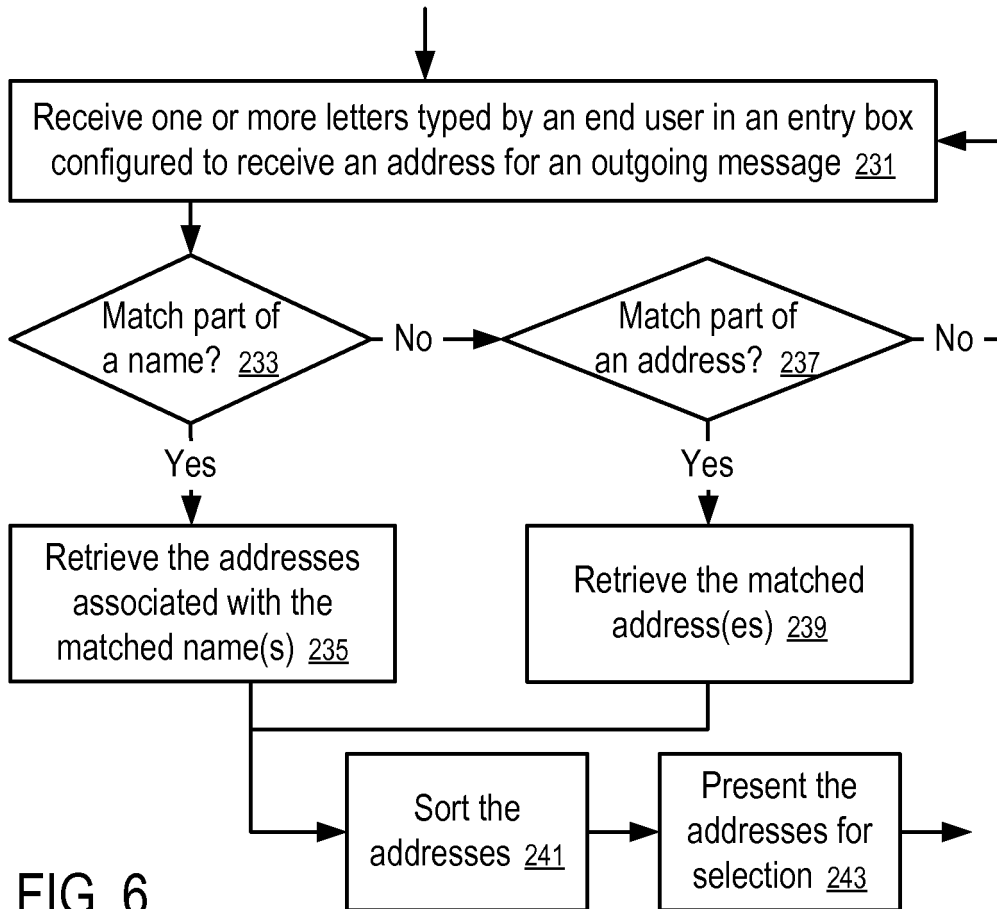 Receive one or more letters typed by an end user in an entry box
configured to receive an address for an outgoing message 231
Match part of
a name? 233
No
Match part of
an address? 237
No
Yes
Yes
Retrieve the addresses
associated with the
matched name(s) 235
Retrieve the matched
address(es) 239
Sort the
addresses 241
Present the
addresses for
selection 243
FIG. 6